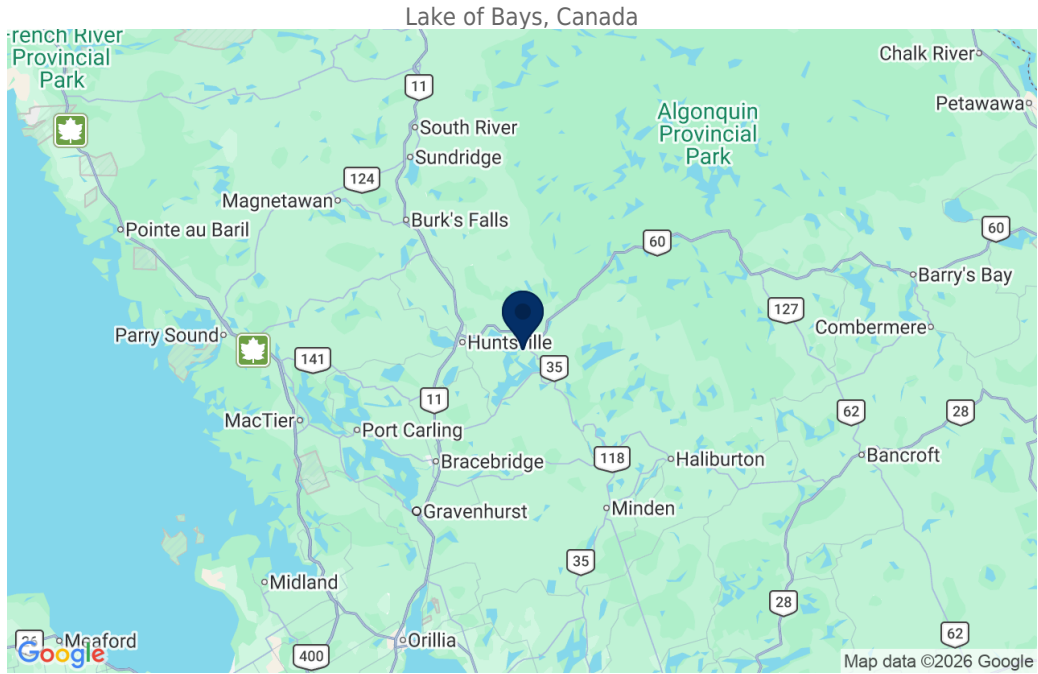 Lake of Bays, Canada
French River
Provincial
Park
Chalk River
11
Petawawa
Algonquin
Provincial
Park
South River
Sundridge
124
Magnetawan
Burk's Falls
Pointe au Baril
60
60
Barry's Bay
127
Combermere
Parry Sound
Huntsville
141
35
11
62
28
MacTier
Port Carling
Bracebridge
118
Haliburton
Bancroft
Gravenhurst
Minden
35
Midland
28
26
Meaford
Orillia
62
400
Google
Map data ©2026 Google